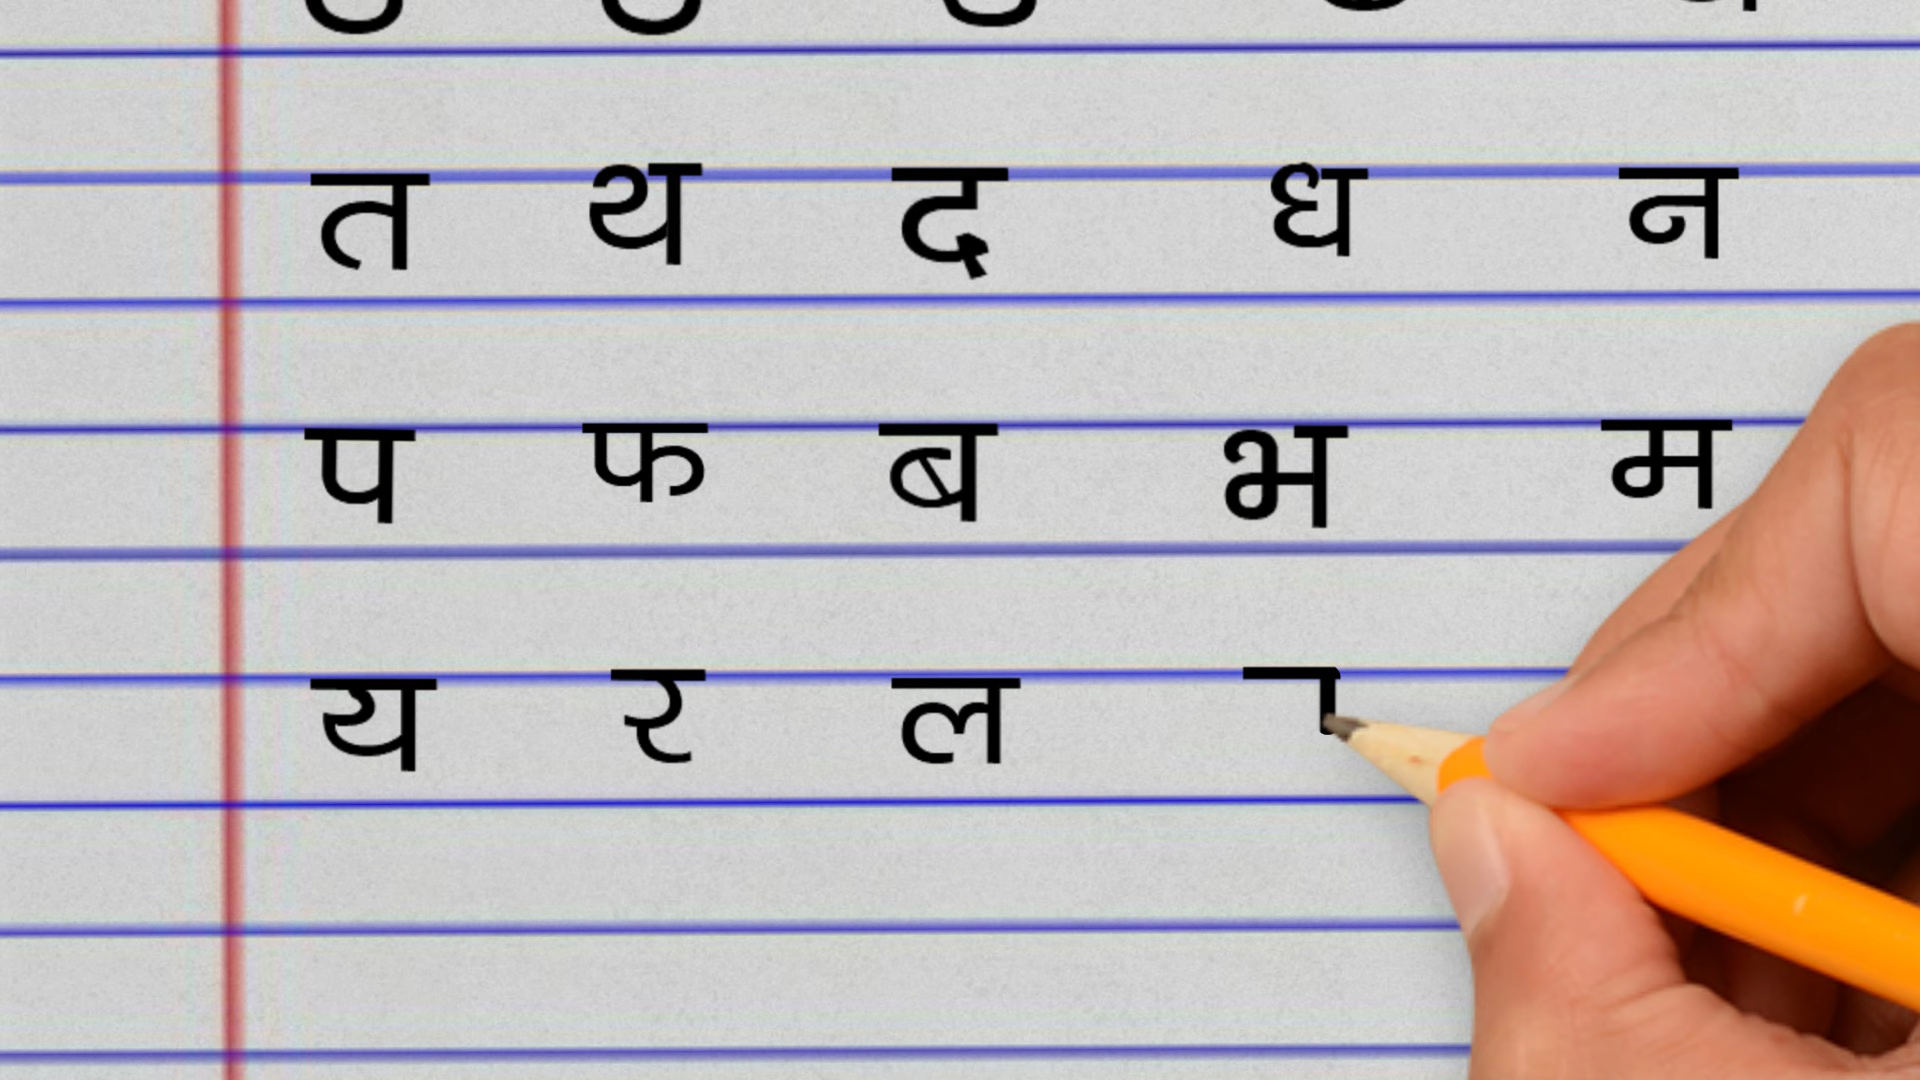 त थ द ध न
प फ ब भ म
य र ल